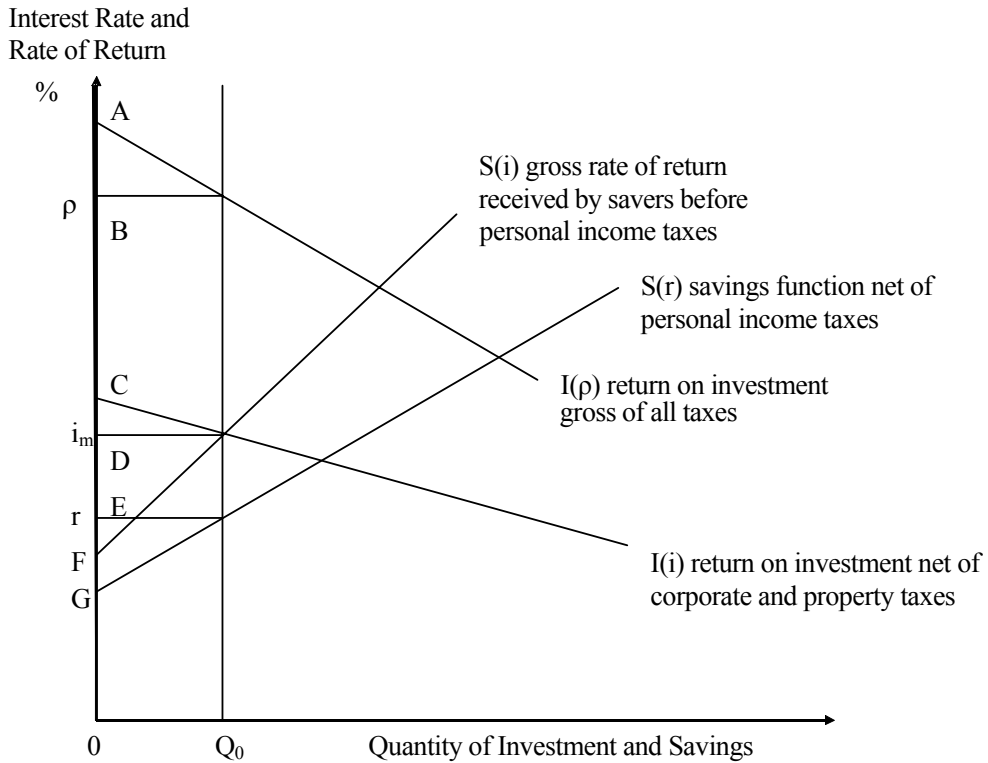 Interest Rate and
Rate of Return
%
A
S(i) gross rate of return
received by savers before
personal income taxes
ρ
B
S(r) savings function net of
personal income taxes
C
I(ρ) return on investment
gross of all taxes
iₘ
D
E
r
F
I(i) return on investment net of
corporate and property taxes
G
0
Q₀
Quantity of Investment and Savings